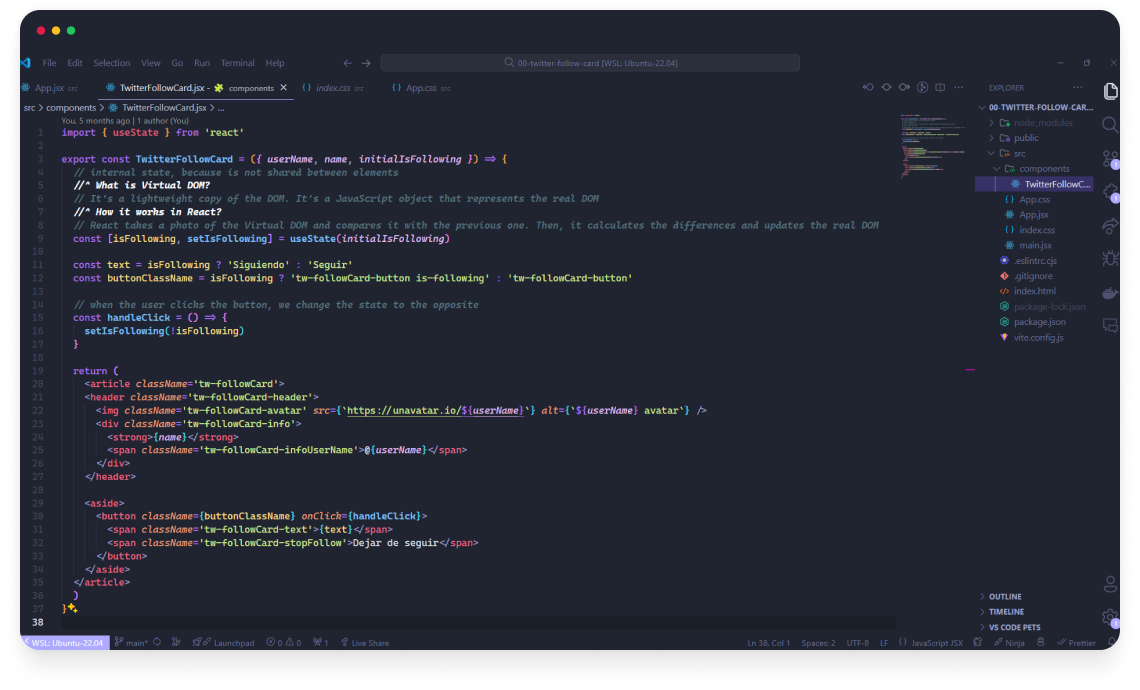 File Edit Selection View Go Run Terminal Help
00-twitter-follow-card [WSL: Ubuntu-22.04]
App.jsx src
TwitterFollowCard.jsx - components
index.css src
App.css src
src > components > TwitterFollowCard.jsx > ...
You, 5 months ago | 1 author (You)
1 import { useState } from 'react'
2
3 export const TwitterFollowCard = ({ userName, name, initialIsFollowing }) => {
4 // internal state, because is not shared between elements
5 //^ What is Virtual DOM?
6 // It's a lightweight copy of the DOM. It's a JavaScript object that represents the real DOM
7 //^ How it works in React?
8 // React takes a photo of the Virtual DOM and compares it with the previous one. Then, it calculates the differences and updates the real DOM
9 const [isFollowing, setIsFollowing] = useState(initialIsFollowing)
10
11 const text = isFollowing ? 'Siguiendo' : 'Seguir'
12 const buttonClassName = isFollowing ? 'tw-followCard-button is-following' : 'tw-followCard-button'
13
14 // when the user clicks the button, we change the state to the opposite
15 const handleClick = () => {
16 setIsFollowing(!isFollowing)
17 }
18
19 return (
20 <article className='tw-followCard'>
21 <header className='tw-followCard-header'>
22 <img className='tw-followCard-avatar' src={`https://unavatar.io/${userName}`} alt={`${userName} avatar`} />
23 <div className='tw-followCard-info'>
24 <strong>{name}</strong>
25 <span className='tw-followCard-infoUserName'>@{userName}</span>
26 </div>
27 </header>
28
29 <aside>
30 <button className={buttonClassName} onClick={handleClick}>
31 <span className='tw-followCard-text'>{text}</span>
32 <span className='tw-followCard-stopFollow'>Dejar de seguir</span>
33 </button>
34 </aside>
35 </article>
36 )
37 }
38
EXPLORER
00-TWITTER-FOLLOW-CAR...
node_modules
public
src
components
TwitterFollowC...
App.css
App.jsx
index.css
main.jsx
.eslintrc.cjs
.gitignore
index.html
package-lock.json
package.json
vite.config.js
OUTLINE
TIMELINE
VS CODE PETS
1
1
1
WSL: Ubuntu-22.04 main* Launchpad 0 0 1 Live Share
Ln 38, Col 1 Spaces: 2 UTF-8 LF JavaScript JSX Ninja Prettier